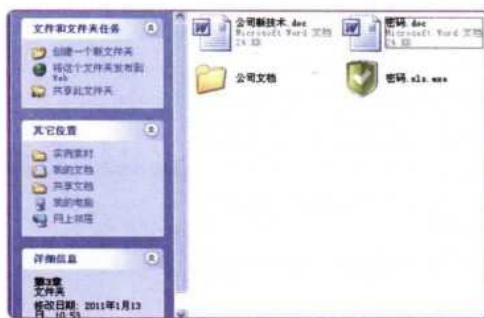 文件和文件夹任务
创建一个新文件夹
将这个文件夹发布到
Web
共享此文件夹
其它位置
实例素材
我的文档
共享文档
我的电脑
网上邻居
详细信息
第3章
文件夹
修改日期: 2011年1月13
日, 10:53
公司新技术.doc
Microsoft Word 文档
24 KB
密码.doc
Microsoft Word 文档
24 KB
公司文档
密码.xls.exe